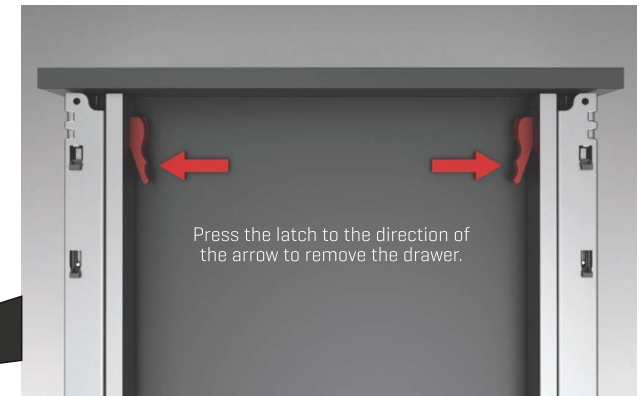 Press the latch to the direction of
the arrow to remove the drawer.